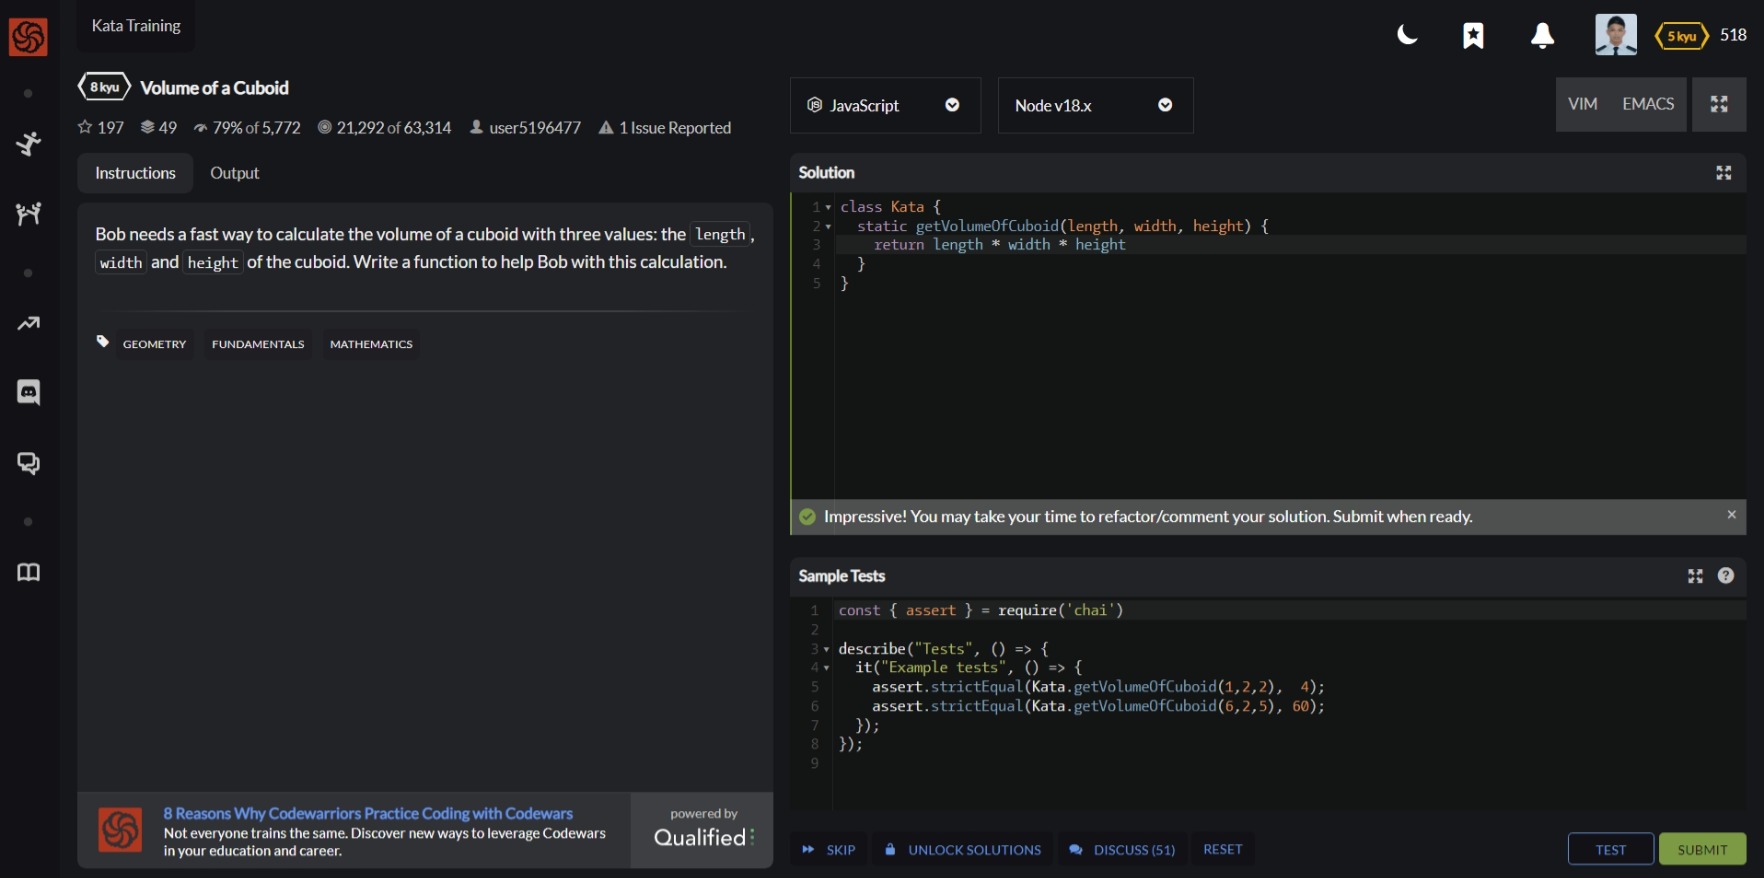 Kata Training
5 kyu 518
8 kyu Volume of a Cuboid
197 49 79% of 5,772 21,292 of 63,314 user5196477 1 Issue Reported
Instructions Output
Bob needs a fast way to calculate the volume of a cuboid with three values: the length,
width and height of the cuboid. Write a function to help Bob with this calculation.
GEOMETRY FUNDAMENTALS MATHEMATICS
8 Reasons Why Codewarriors Practice Coding with Codewars
Not everyone trains the same. Discover new ways to leverage Codewars
in your education and career.
powered by
Qualified
JavaScript Node v18.x VIM EMACS
Solution
1 class Kata {
2 static getVolumeOfCuboid(length, width, height) {
3 return length * width * height
4 }
5 }
Impressive! You may take your time to refactor/comment your solution. Submit when ready. ×
Sample Tests ?
1 const { assert } = require('chai')
2
3 describe("Tests", () => {
4 it("Example tests", () => {
5 assert.strictEqual(Kata.getVolumeOfCuboid(1,2,2), 4);
6 assert.strictEqual(Kata.getVolumeOfCuboid(6,2,5), 60);
7 });
8 });
9
SKIP UNLOCK SOLUTIONS DISCUSS (51) RESET TEST SUBMIT